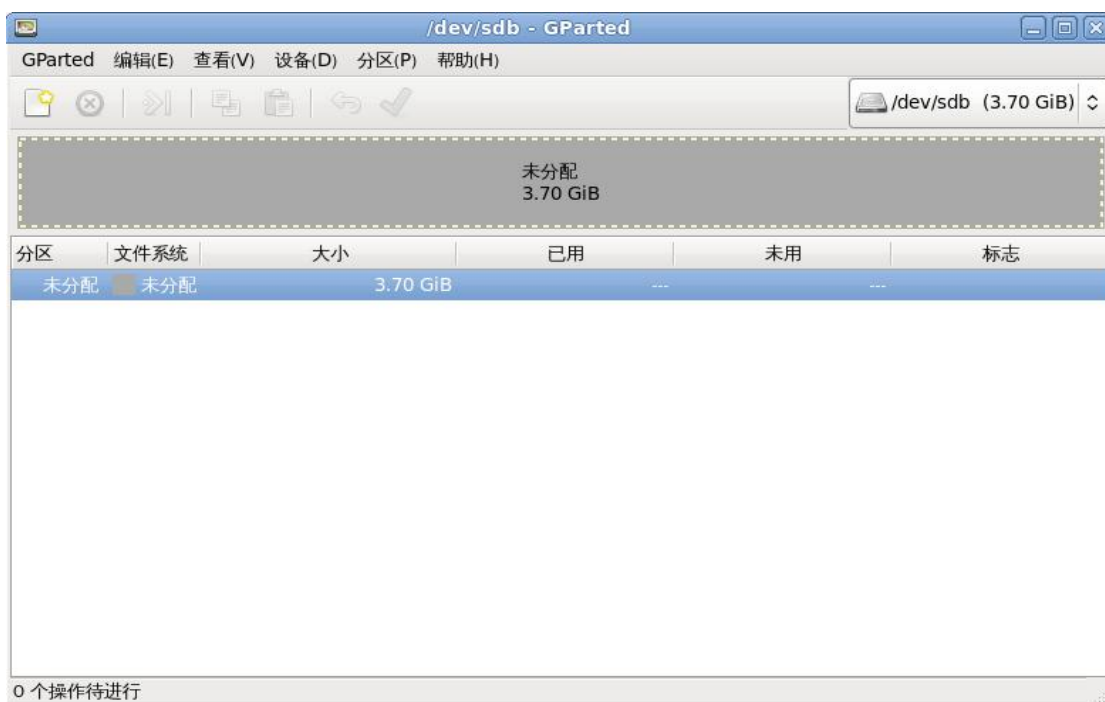 /dev/sdb - GParted
GParted 编辑(E) 查看(V) 设备(D) 分区(P) 帮助(H)
/dev/sdb (3.70 GiB)
未分配
3.70 GiB
分区 文件系统 大小 已用 未用 标志
未分配 未分配 3.70 GiB --- ---
0 个操作待进行